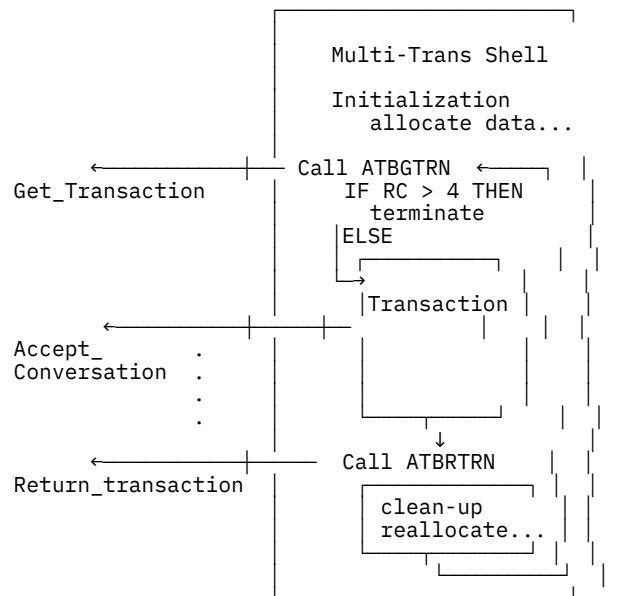 Multi-Trans Shell
Initialization
allocate data...
Call ATBGTRN
Get_Transaction
IF RC > 4 THEN
terminate
ELSE
Transaction
Accept_
Conversation
.
.
.
.
Call ATBRTRN
Return_transaction
clean-up
reallocate...